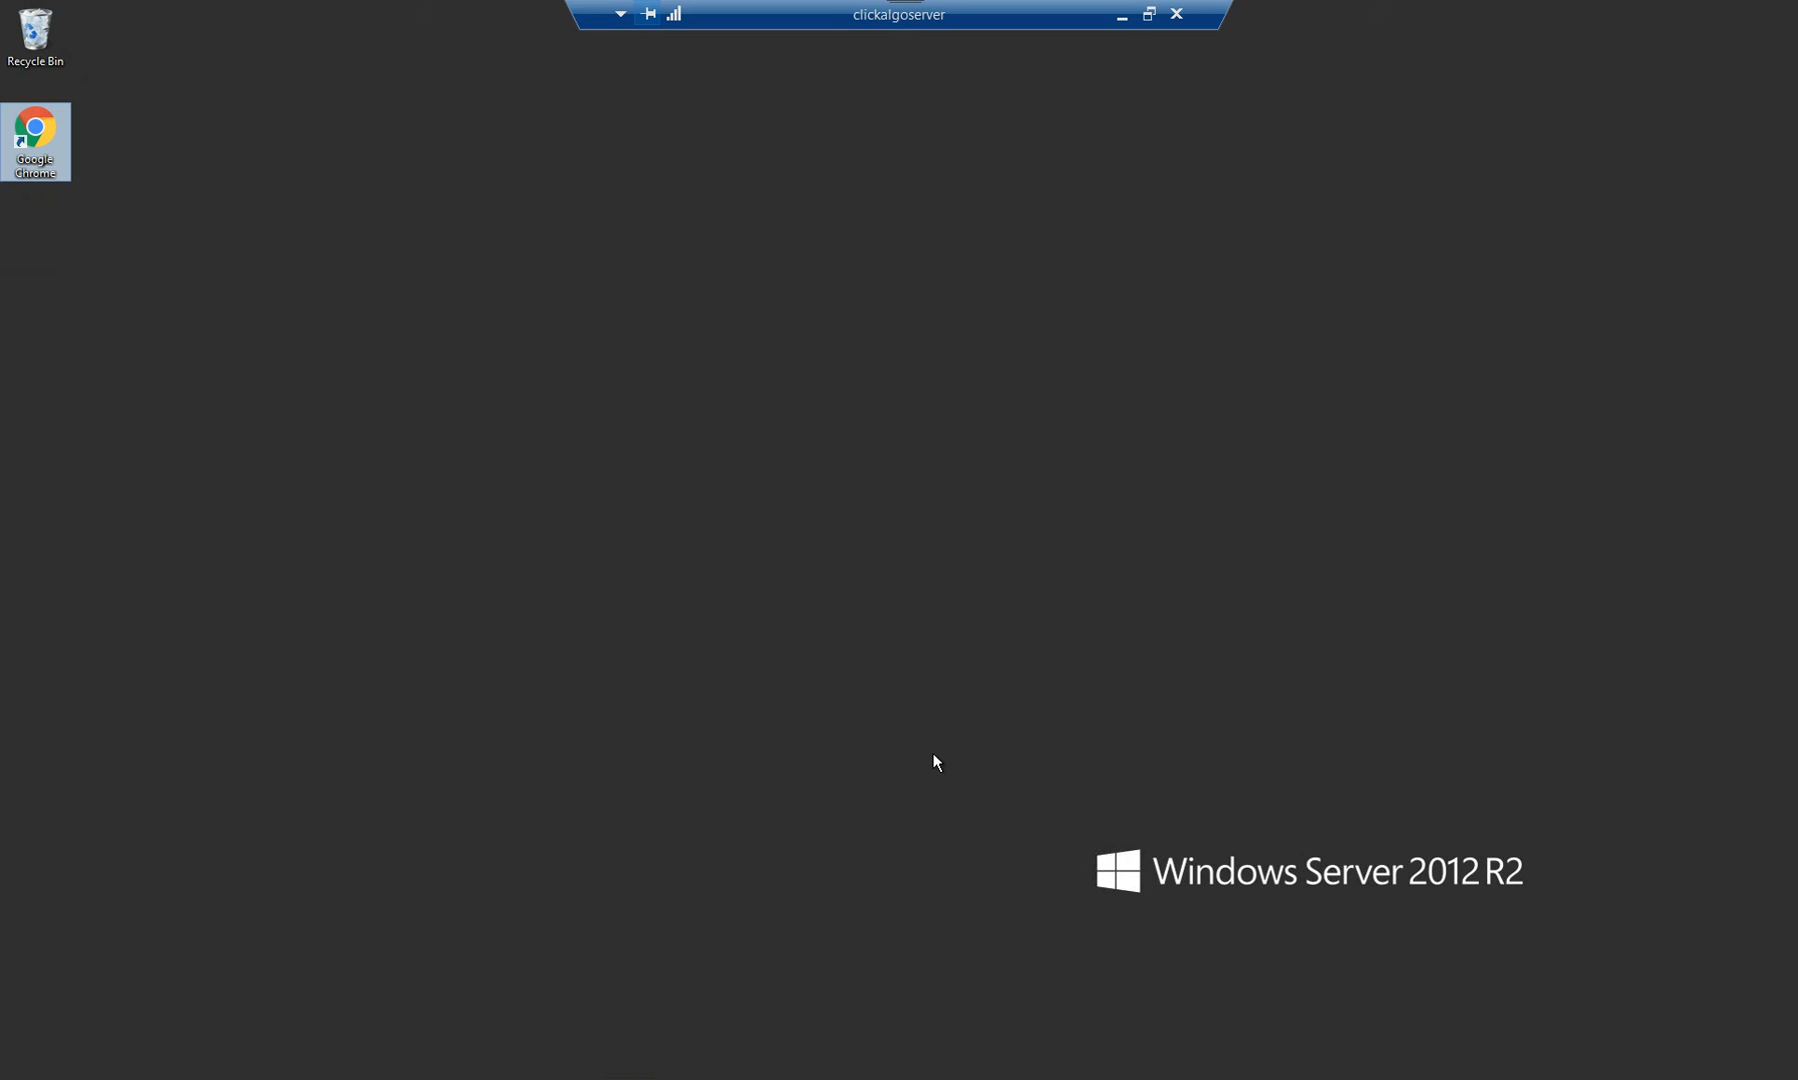 clickalgoserver
Recycle Bin
Google
Chrome
Windows Server 2012 R2